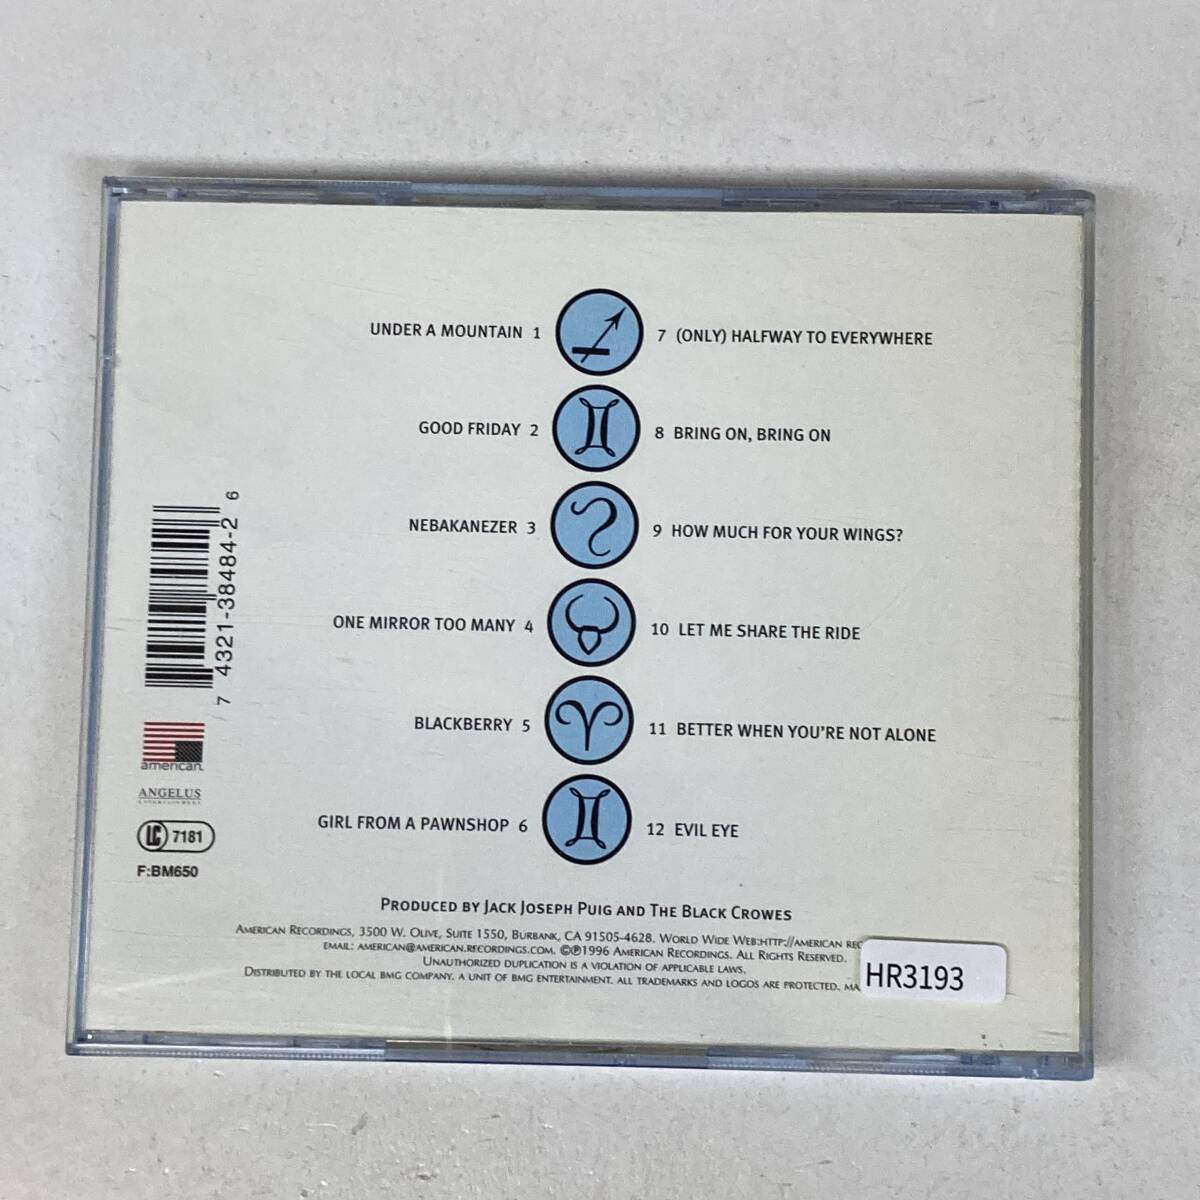 UNDER A MOUNTAIN 1
GOOD FRIDAY 2
NEBAKANEZER 3
ONE MIRROR TOO MANY 4
BLACKBERRY 5
GIRL FROM A PAWNSHOP 6
7 (ONLY) HALFWAY TO EVERYWHERE
8 BRING ON, BRING ON
9 HOW MUCH FOR YOUR WINGS?
10 LET ME SHARE THE RIDE
11 BETTER WHEN YOU'RE NOT ALONE
12 EVIL EYE
7 4321-38484-2 6
american.
ANGELUS
ENTERTAINMENT
LC 7181
F:BM650
PRODUCED BY JACK JOSEPH PUIG AND THE BLACK CROWES
AMERICAN RECORDINGS, 3500 W. OLIVE, SUITE 1550, BURBANK, CA 91505-4628. WORLD WIDE WEB:HTTP://AMERICAN REC
EMAIL: AMERICAN@AMERICAN.RECORDINGS.COM. ©℗1996 AMERICAN RECORDINGS. ALL RIGHTS RESERVED.
UNAUTHORIZED DUPLICATION IS A VIOLATION OF APPLICABLE LAWS.
DISTRIBUTED BY THE LOCAL BMG COMPANY. A UNIT OF BMG ENTERTAINMENT. ALL TRADEMARKS AND LOGOS ARE PROTECTED. MA
HR3193